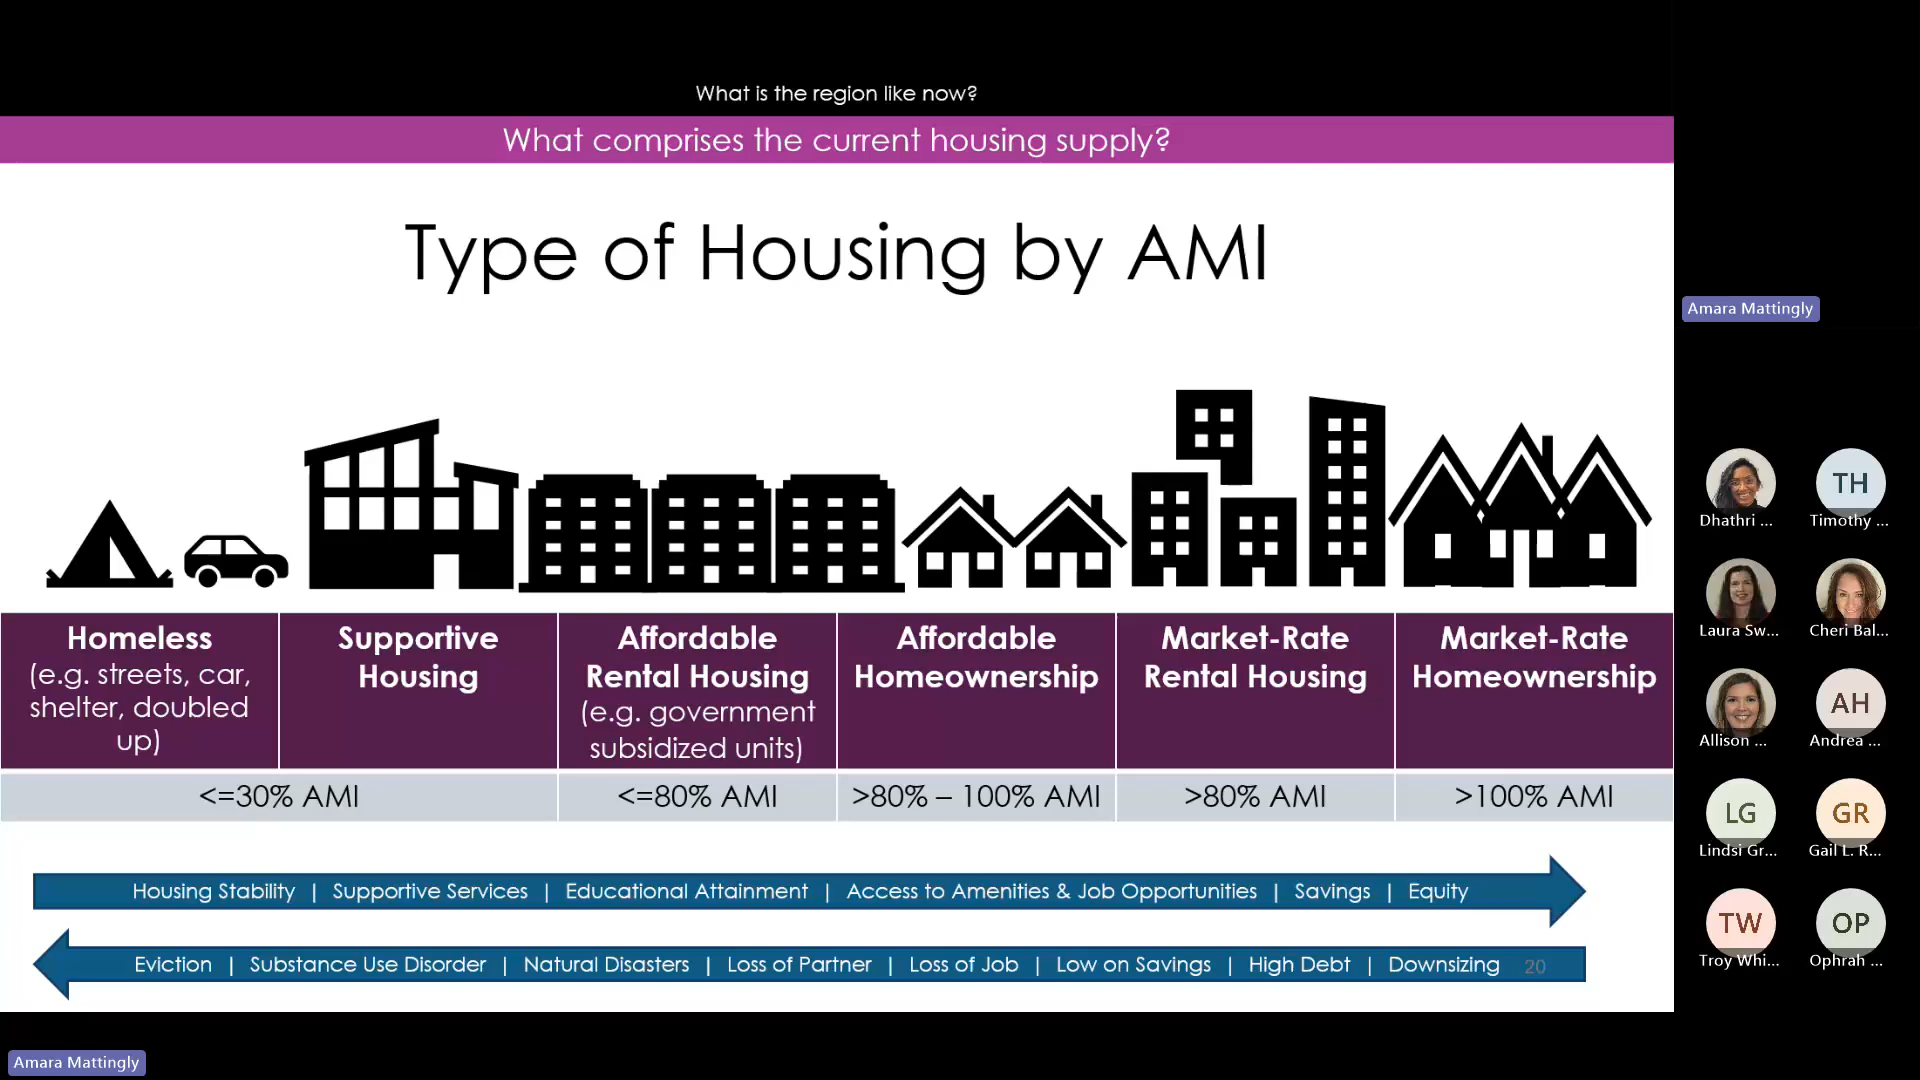 What is the region like now?
What comprises the current housing supply?
Type of Housing by AMI
Homeless
(e.g. streets, car,
shelter, doubled
up)
Supportive
Housing
Affordable
Rental Housing
(e.g. government
subsidized units)
Affordable
Homeownership
Market-Rate
Rental Housing
Market-Rate
Homeownership
<=30% AMI
<=80% AMI
>80% – 100% AMI
>80% AMI
>100% AMI
Housing Stability | Supportive Services | Educational Attainment | Access to Amenities & Job Opportunities | Savings | Equity
Eviction | Substance Use Disorder | Natural Disasters | Loss of Partner | Loss of Job | Low on Savings | High Debt | Downsizing
20
Amara Mattingly
Dhathri ...
TH
Timothy ...
Laura Sw...
Cheri Bal...
Allison ...
AH
Andrea ...
LG
Lindsi Gr...
GR
Gail L. R...
TW
Troy Whi...
OP
Ophrah ...
Amara Mattingly